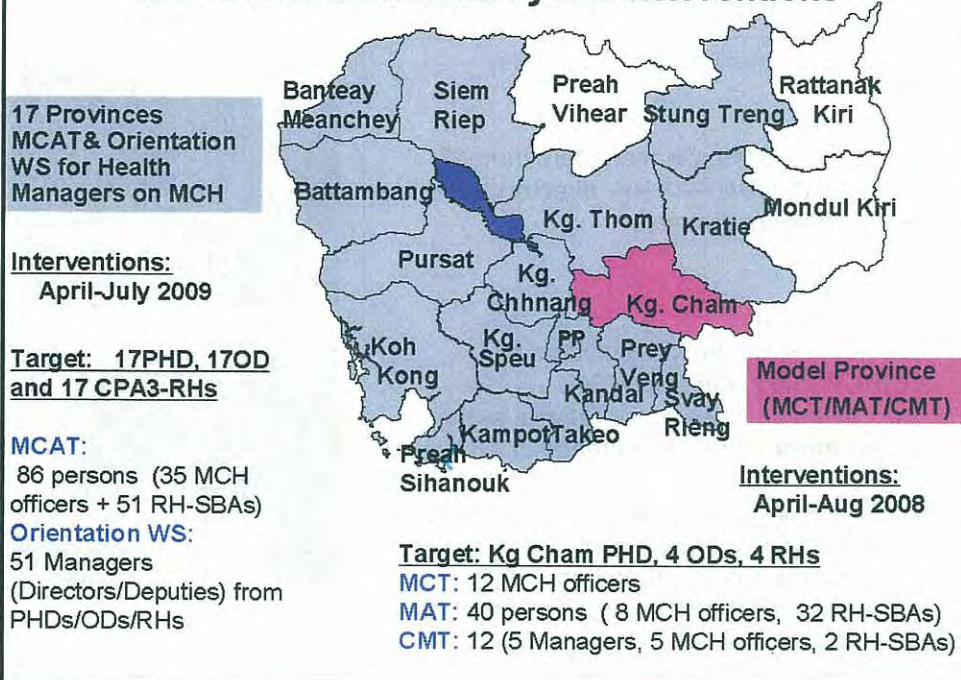 17 Provinces
MCAT& Orientation
WS for Health
Managers on MCH
Interventions:
April-July 2009
Target: 17PHD, 17OD
and 17 CPA3-RHs
MCAT:
86 persons (35 MCH
officers + 51 RH-SBAs)
Orientation WS:
51 Managers
(Directors/Deputies) from
PHDs/ODs/RHs
Banteay
Meanchey
Siem
Riep
Preah
Vihear
Stung Treng
Rattanak
Kiri
Battambang
Kg. Thom
Kratie
Mondul Kiri
Pursat
Kg.
Chhnang
Kg. Cham
Koh
Kong
Kg.
Speu
PP
Prey
Veng
Kandal
Svay
Rieng
Kampot
Takeo
Preah
Sihanouk
Model Province
(MCT/MAT/CMT)
Interventions:
April-Aug 2008
Target: Kg Cham PHD, 4 ODs, 4 RHs
MCT: 12 MCH officers
MAT: 40 persons ( 8 MCH officers, 32 RH-SBAs)
CMT: 12 (5 Managers, 5 MCH officers, 2 RH-SBAs)